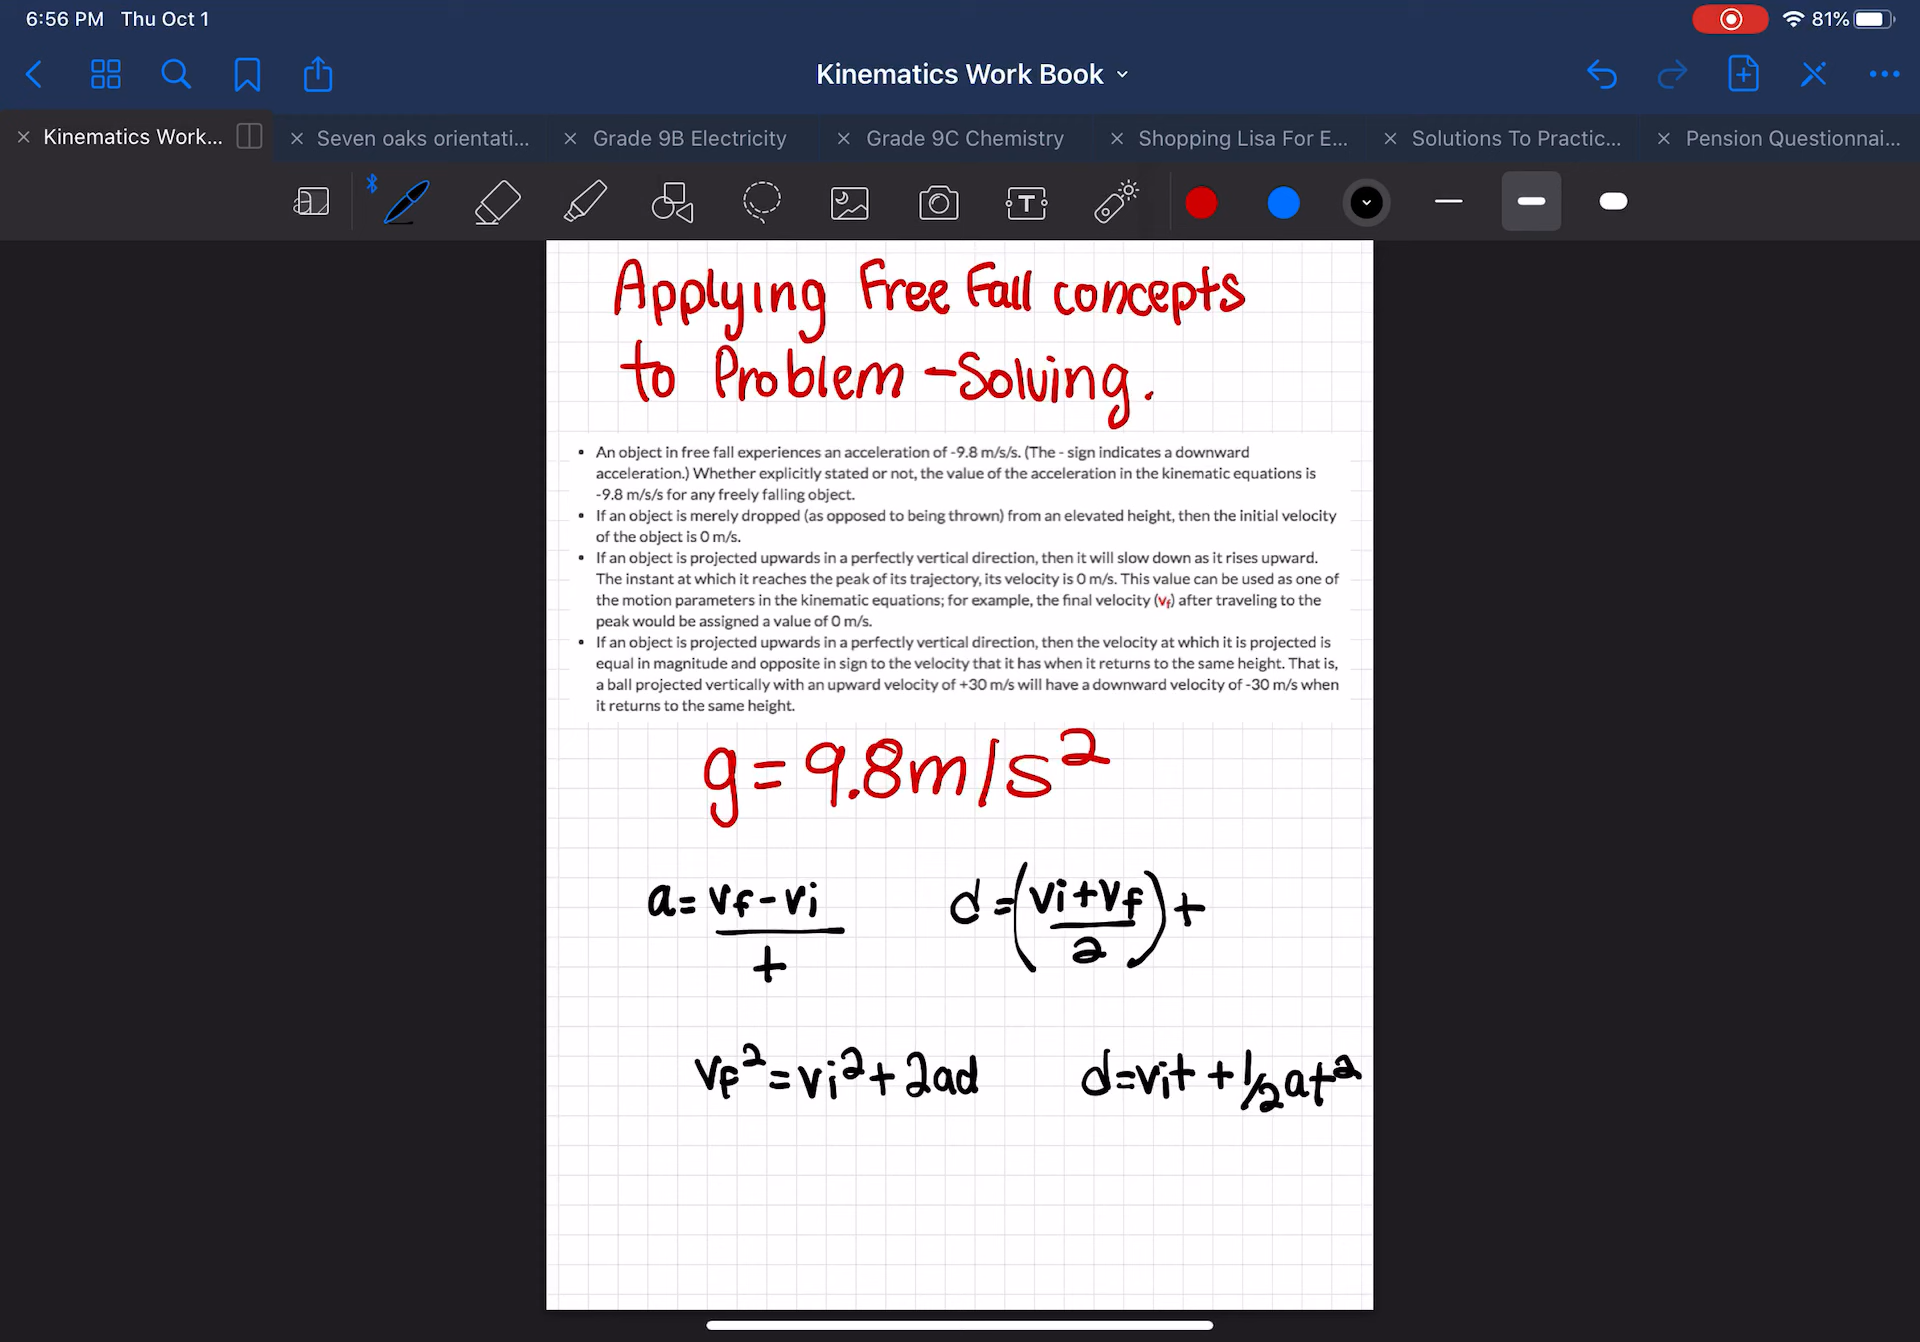 6:56 PM Thu Oct 1
81%
Kinematics Work Book
Kinematics Work...
Seven oaks orientati...
Grade 9B Electricity
Grade 9C Chemistry
Shopping Lisa For E...
Solutions To Practic...
Pension Questionnai...
Applying Free Fall concepts
to Problem-Solving.
• An object in free fall experiences an acceleration of -9.8 m/s/s. (The - sign indicates a downward
acceleration.) Whether explicitly stated or not, the value of the acceleration in the kinematic equations is
-9.8 m/s/s for any freely falling object.
• If an object is merely dropped (as opposed to being thrown) from an elevated height, then the initial velocity
of the object is 0 m/s.
• If an object is projected upwards in a perfectly vertical direction, then it will slow down as it rises upward.
The instant at which it reaches the peak of its trajectory, its velocity is 0 m/s. This value can be used as one of
the motion parameters in the kinematic equations; for example, the final velocity (vf) after traveling to the
peak would be assigned a value of 0 m/s.
• If an object is projected upwards in a perfectly vertical direction, then the velocity at which it is projected is
equal in magnitude and opposite in sign to the velocity that it has when it returns to the same height. That is,
a ball projected vertically with an upward velocity of +30 m/s will have a downward velocity of -30 m/s when
it returns to the same height.
g = 9.8m/s²
a = (vf - vi)/t d = ((vi + vf)/2)t
vf² = vi² + 2ad d = vit + 1/2at²